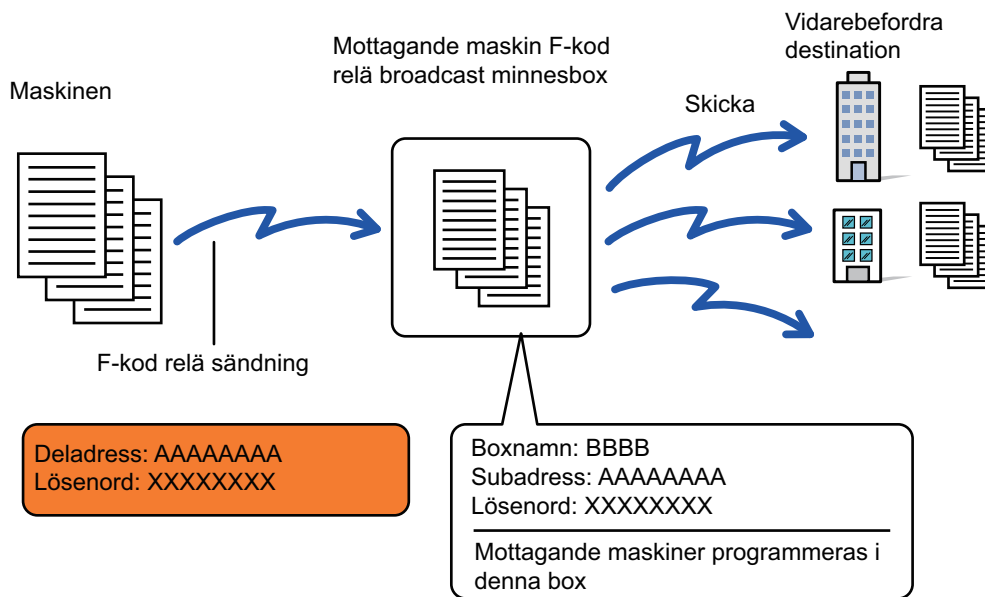 Maskinen
Mottagande maskin F-kod
relä broadcast minnesbox
Vidarebefordra
destination
Skicka
F-kod relä sändning
Deladress: AAAAAAAA
Lösenord: XXXXXXXX
Boxnamn: BBBB
Subadress: AAAAAAAA
Lösenord: XXXXXXXX
Mottagande maskiner programmeras i
denna box